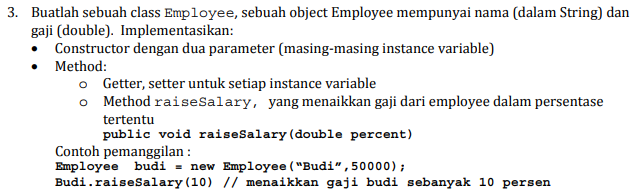 3. Buatlah sebuah class Employee, sebuah object Employee mempunyai nama (dalam String) dan
gaji (double). Implementasikan:
• Constructor dengan dua parameter (masing-masing instance variable)
• Method:
o Getter, setter untuk setiap instance variable
o Method raiseSalary, yang menaikkan gaji dari employee dalam persentase
tertentu
public void raiseSalary(double percent)
Contoh pemanggilan :
Employee budi = new Employee(“Budi”,50000);
Budi.raiseSalary(10) // menaikkan gaji budi sebanyak 10 persen